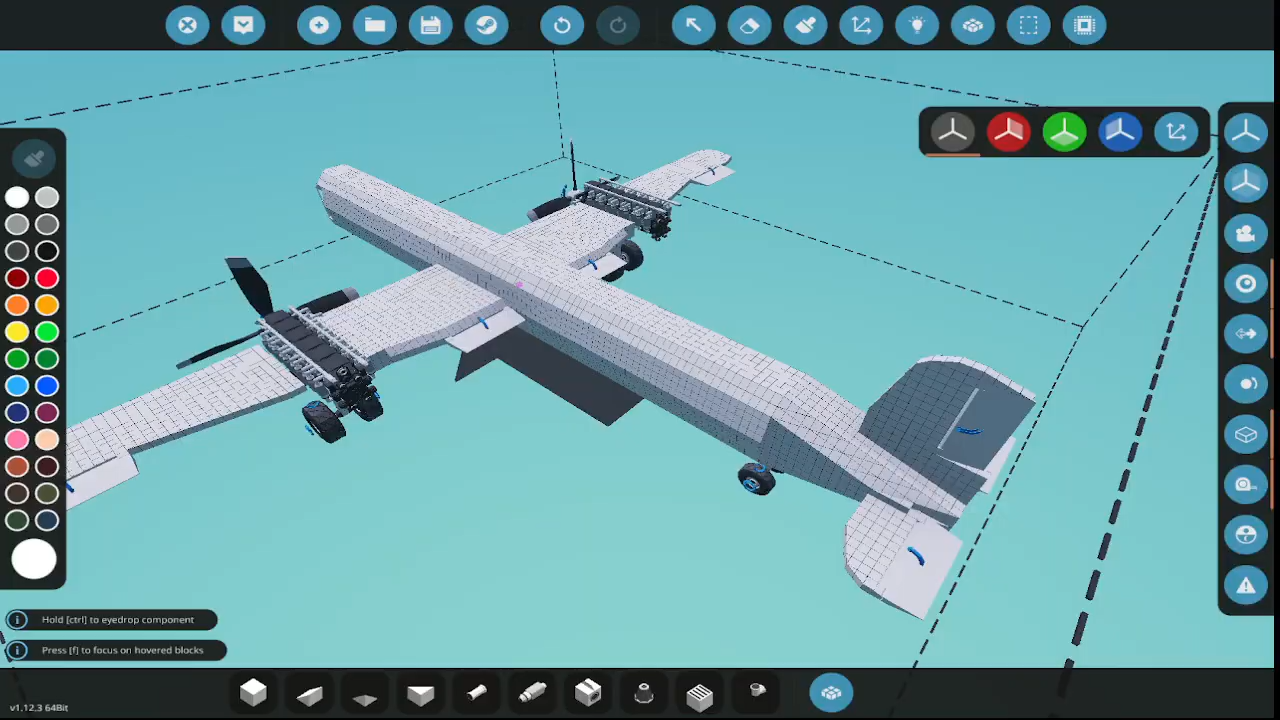 Hold [ctrl] to eyedrop component
Press [f] to focus on hovered blocks
v1.12.3 64Bit